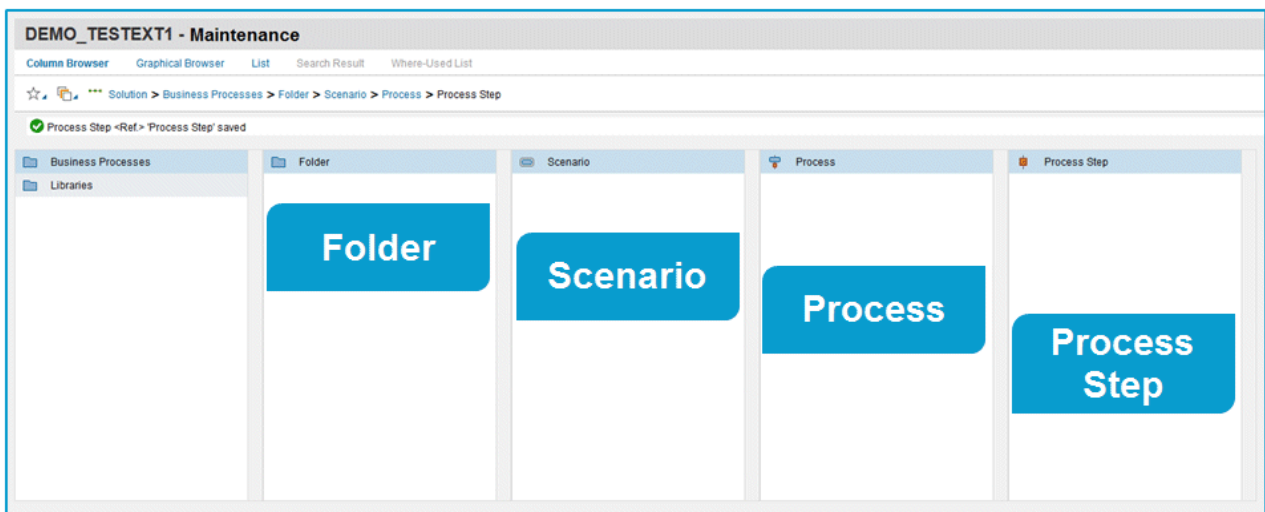 DEMO_TESTEXT1 - Maintenance
Column Browser Graphical Browser List Search Result Where-Used List
*** Solution > Business Processes > Folder > Scenario > Process > Process Step
Process Step <Ref.> 'Process Step' saved
Business Processes Folder Scenario Process Process Step
Libraries
Folder
Scenario
Process
Process
Step